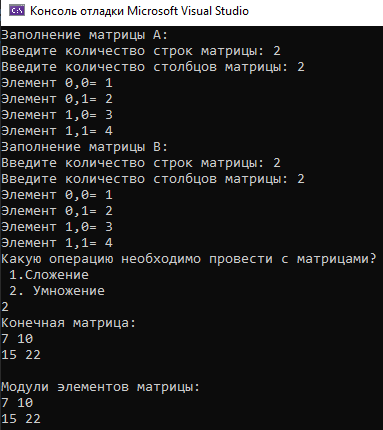 Консоль отладки Microsoft Visual Studio
Заполнение матрицы A:
Введите количество строк матрицы: 2
Введите количество столбцов матрицы: 2
Элемент 0,0= 1
Элемент 0,1= 2
Элемент 1,0= 3
Элемент 1,1= 4
Заполнение матрицы B:
Введите количество строк матрицы: 2
Введите количество столбцов матрицы: 2
Элемент 0,0= 1
Элемент 0,1= 2
Элемент 1,0= 3
Элемент 1,1= 4
Какую операцию необходимо провести с матрицами?
1.Сложение
2. Умножение
2
Конечная матрица:
7 10
15 22
Модули элементов матрицы:
7 10
15 22